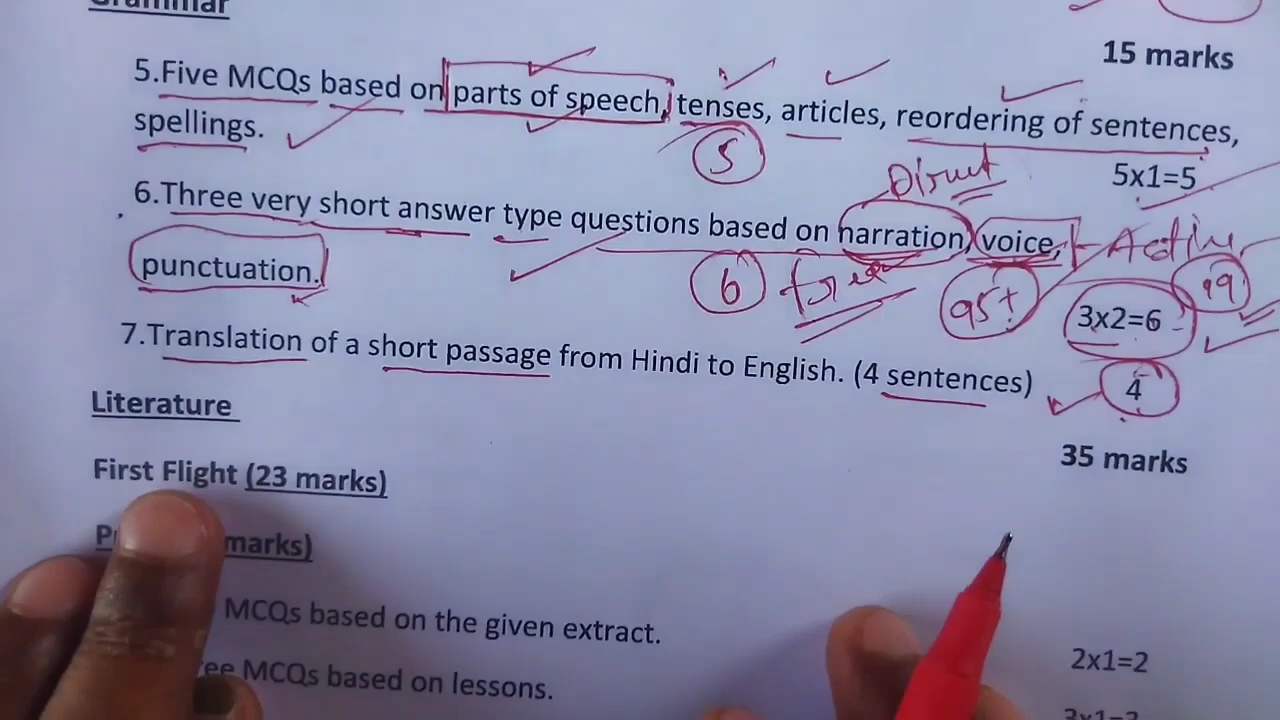 Grammar
15 marks
5.Five MCQs based on parts of speech, tenses, articles, reordering of sentences,
spellings.
5
5x1=5
Direct
6.Three very short answer type questions based on narration, voice,
punctuation.
6
3x2=6
7.Translation of a short passage from Hindi to English. (4 sentences)
4
Literature
35 marks
First Flight (23 marks)
marks)
MCQs based on the given extract.
2x1=2
MCQs based on lessons.